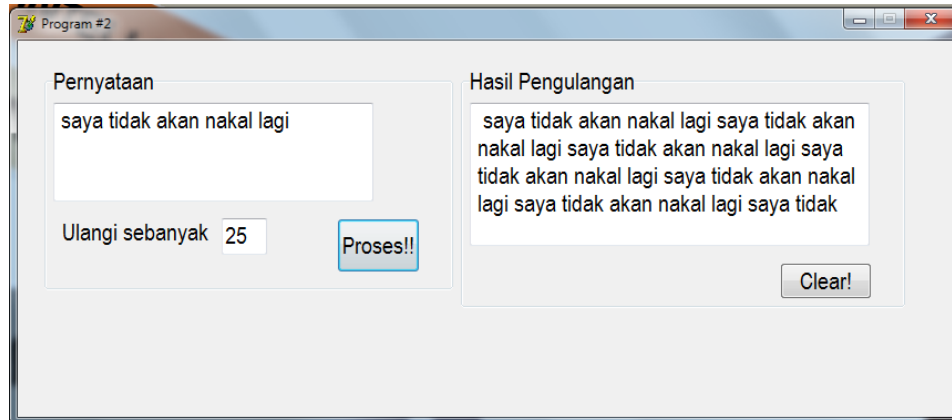 Program #2
Pernyataan
saya tidak akan nakal lagi
Ulangi sebanyak 25
Proses!!
Hasil Pengulangan
saya tidak akan nakal lagi saya tidak akan
nakal lagi saya tidak akan nakal lagi saya
tidak akan nakal lagi saya tidak akan nakal
lagi saya tidak akan nakal lagi saya tidak
Clear!